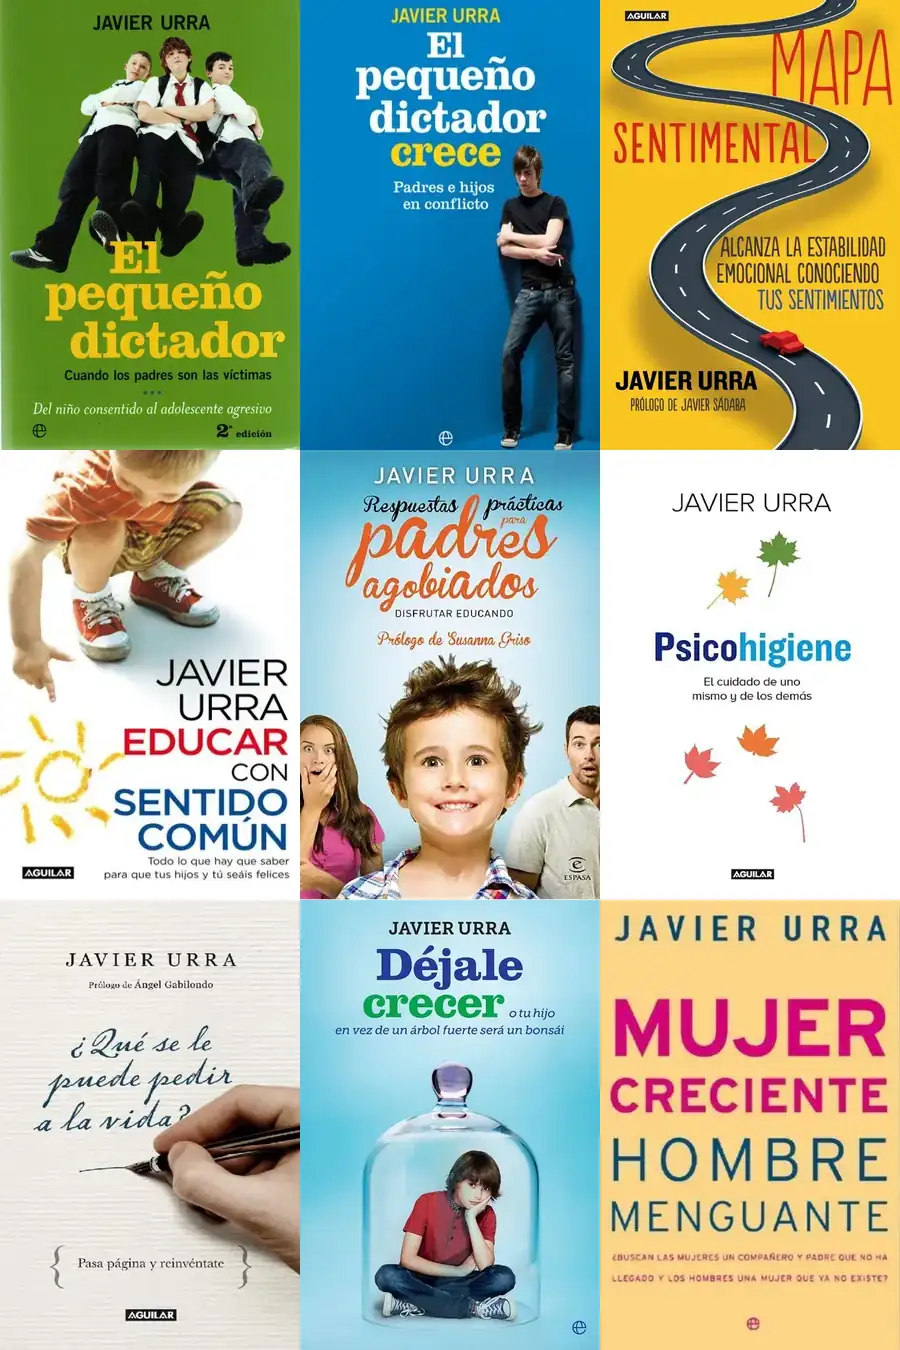 JAVIER URRA
El
pequeño
dictador
Cuando los padres son las víctimas
Del niño consentido al adolescente agresivo
2ª edición
JAVIER URRA
El
pequeño
dictador
crece
Padres e hijos
en conflicto
AGUILAR
MAPA
SENTIMENTAL
ALCANZA LA ESTABILIDAD
EMOCIONAL CONOCIENDO
TUS SENTIMIENTOS
JAVIER URRA
PRÓLOGO DE JAVIER SÁDABA
JAVIER
URRA
EDUCAR
CON
SENTIDO
COMÚN
Todo lo que hay que saber
para que tus hijos y tú seáis felices
AGUILAR
JAVIER URRA
Respuestas prácticas
para
padres
agobiados
DISFRUTAR EDUCANDO
Prólogo de Susanna Griso
ESPASA
JAVIER URRA
Psicohigiene
El cuidado de uno
mismo y de los demás
AGUILAR
JAVIER URRA
Prólogo de Ángel Gabilondo
¿Qué se le
puede pedir
a la vida?
Pasa página y reinvéntate
AGUILAR
JAVIER URRA
Déjale
crecer o tu hijo
en vez de un árbol fuerte será un bonsái
JAVIER URRA
MUJER
CRECIENTE
HOMBRE
MENGUANTE
¿BUSCAN LAS MUJERES UN COMPAÑERO Y PADRE QUE NO HA
LLEGADO Y LOS HOMBRES UNA MUJER QUE YA NO EXISTE?